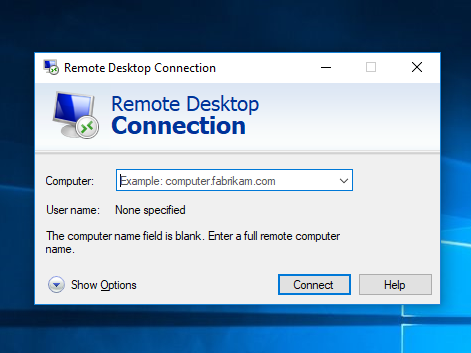 Remote Desktop Connection
Remote Desktop
Connection
Computer: Example: computer.fabrikam.com
User name: None specified
The computer name field is blank. Enter a full remote computer
name.
Show Options Connect Help